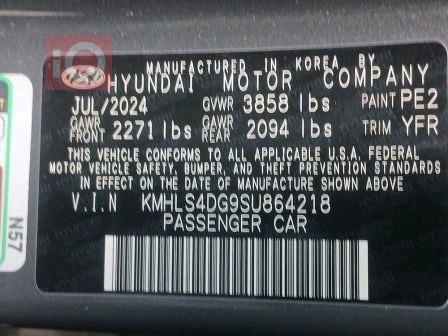 iQ
MANUFACTURED IN KOREA BY
HYUNDAI MOTOR COMPANY
JUL/2024 GVWR 3858 lbs PAINT PE2
GAWR FRONT 2271 lbs GAWR REAR 2094 lbs TRIM YFR
THIS VEHICLE CONFORMS TO ALL APPLICABLE U.S.A. FEDERAL
MOTOR VEHICLE SAFETY, BUMPER, AND THEFT PREVENTION STANDARDS
IN EFFECT ON THE DATE OF MANUFACTURE SHOWN ABOVE
V.I.N KMHLS4DG9SU864218
PASSENGER CAR
N57